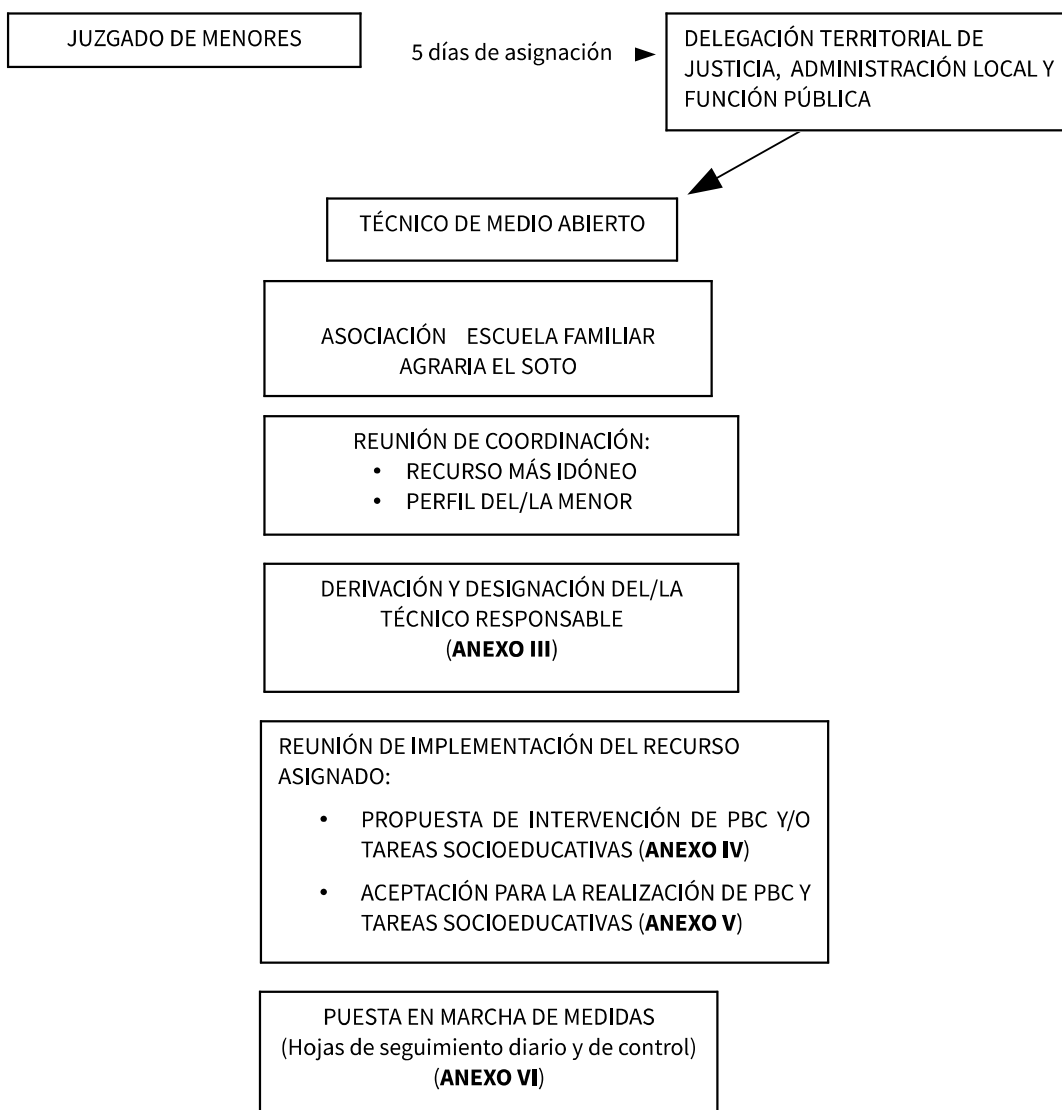 JUZGADO DE MENORES
5 días de asignación
DELEGACIÓN TERRITORIAL DE
JUSTICIA, ADMINISTRACIÓN LOCAL Y
FUNCIÓN PÚBLICA
TÉCNICO DE MEDIO ABIERTO
ASOCIACIÓN ESCUELA FAMILIAR
AGRARIA EL SOTO
REUNIÓN DE COORDINACIÓN:
• RECURSO MÁS IDÓNEO
• PERFIL DEL/LA MENOR
DERIVACIÓN Y DESIGNACIÓN DEL/LA
TÉCNICO RESPONSABLE
(ANEXO III)
REUNIÓN DE IMPLEMENTACIÓN DEL RECURSO
ASIGNADO:
• PROPUESTA DE INTERVENCIÓN DE PBC Y/O
TAREAS SOCIOEDUCATIVAS (ANEXO IV)
• ACEPTACIÓN PARA LA REALIZACIÓN DE PBC Y
TAREAS SOCIOEDUCATIVAS (ANEXO V)
PUESTA EN MARCHA DE MEDIDAS
(Hojas de seguimiento diario y de control)
(ANEXO VI)